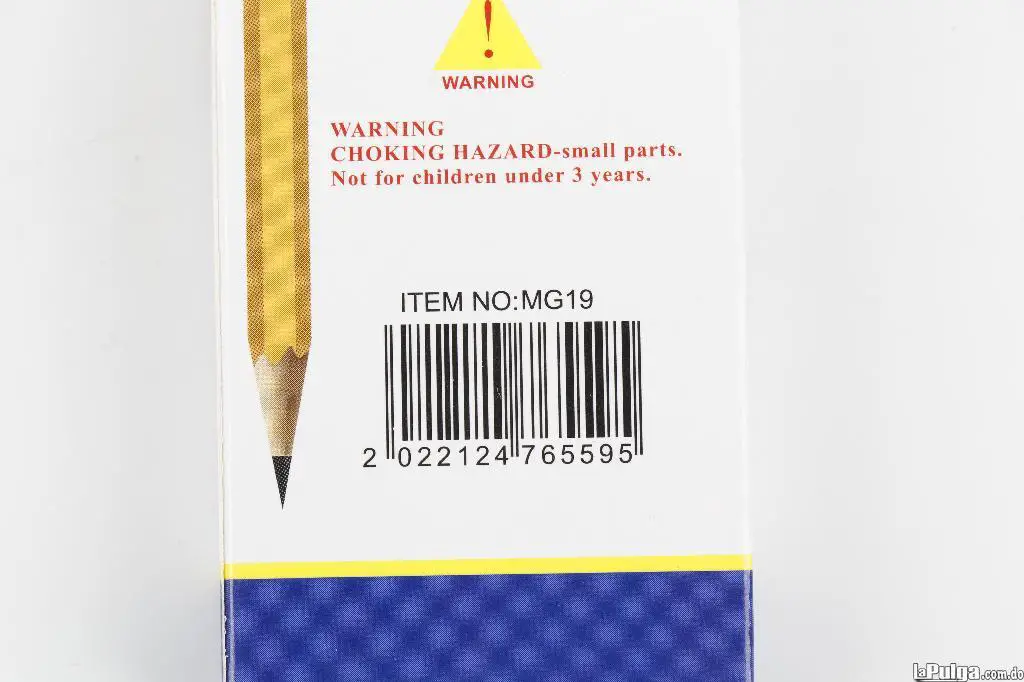 !
WARNING
WARNING
CHOKING HAZARD-small parts.
Not for children under 3 years.
ITEM NO:MG19
2 022124 765595
laPulga.com.do